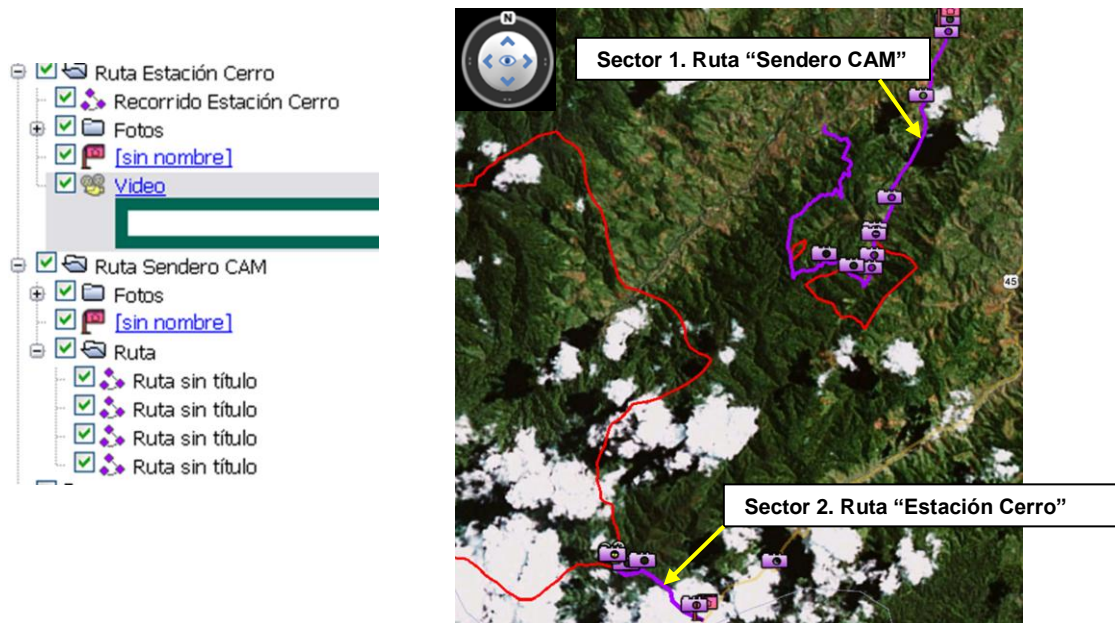 Ruta Estación Cerro
Recorrido Estación Cerro
Fotos
[sin nombre]
Video
Ruta Sendero CAM
Fotos
[sin nombre]
Ruta
Ruta sin título
Ruta sin título
Ruta sin título
Ruta sin título
N
Sector 1. Ruta “Sendero CAM”
45
Sector 2. Ruta “Estación Cerro”